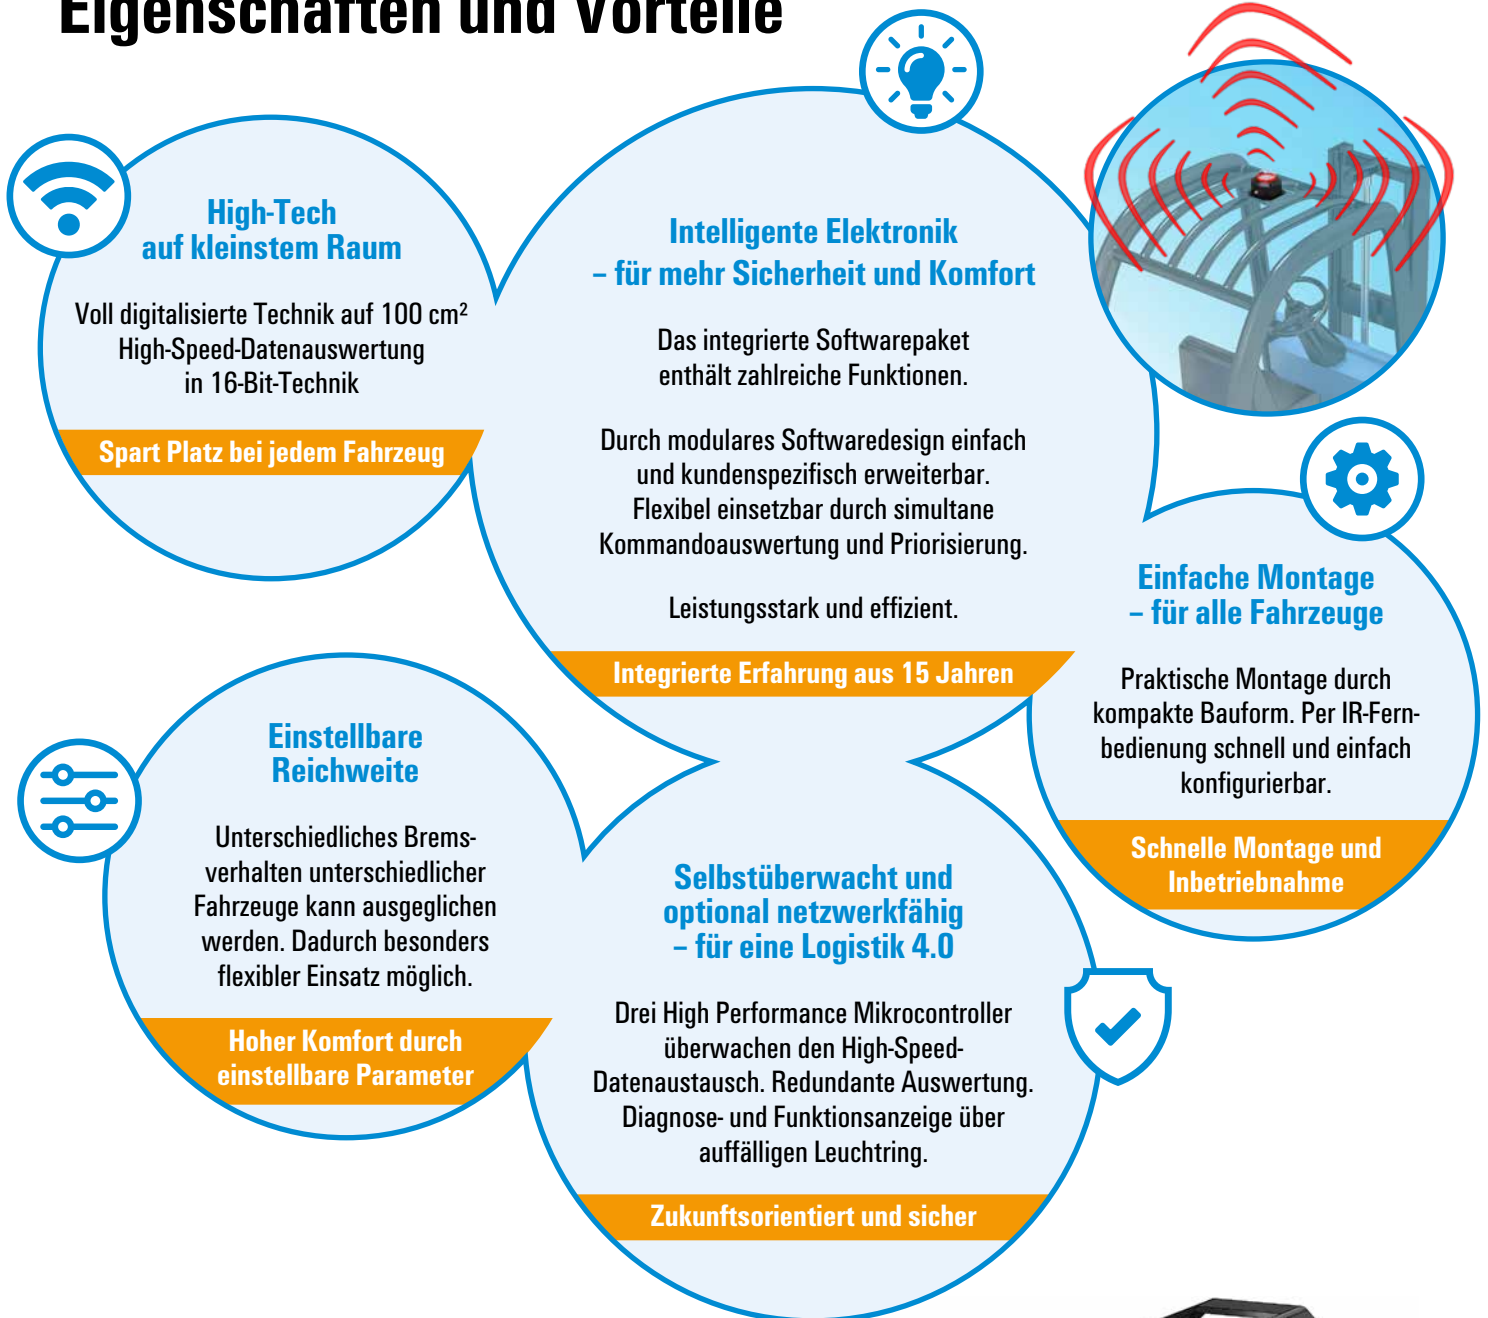 Eigenschaften und Vorteile
High-Tech
auf kleinstem Raum
Voll digitalisierte Technik auf 100 cm²
High-Speed-Datenauswertung
in 16-Bit-Technik
Spart Platz bei jedem Fahrzeug
Intelligente Elektronik
– für mehr Sicherheit und Komfort
Das integrierte Softwarepaket
enthält zahlreiche Funktionen.
Durch modulares Softwaredesign einfach
und kundenspezifisch erweiterbar.
Flexibel einsetzbar durch simultane
Kommandoauswertung und Priorisierung.
Leistungsstark und effizient.
Integrierte Erfahrung aus 15 Jahren
Einfache Montage
– für alle Fahrzeuge
Praktische Montage durch
kompakte Bauform. Per IR-Fern-
bedienung schnell und einfach
konfigurierbar.
Schnelle Montage und
Inbetriebnahme
Einstellbare
Reichweite
Unterschiedliches Brems-
verhalten unterschiedlicher
Fahrzeuge kann ausgeglichen
werden. Dadurch besonders
flexibler Einsatz möglich.
Hoher Komfort durch
einstellbare Parameter
Selbstüberwacht und
optional netzwerkfähig
– für eine Logistik 4.0
Drei High Performance Mikrocontroller
überwachen den High-Speed-
Datenaustausch. Redundante Auswertung.
Diagnose- und Funktionsanzeige über
auffälligen Leuchtring.
Zukunftsorientiert und sicher